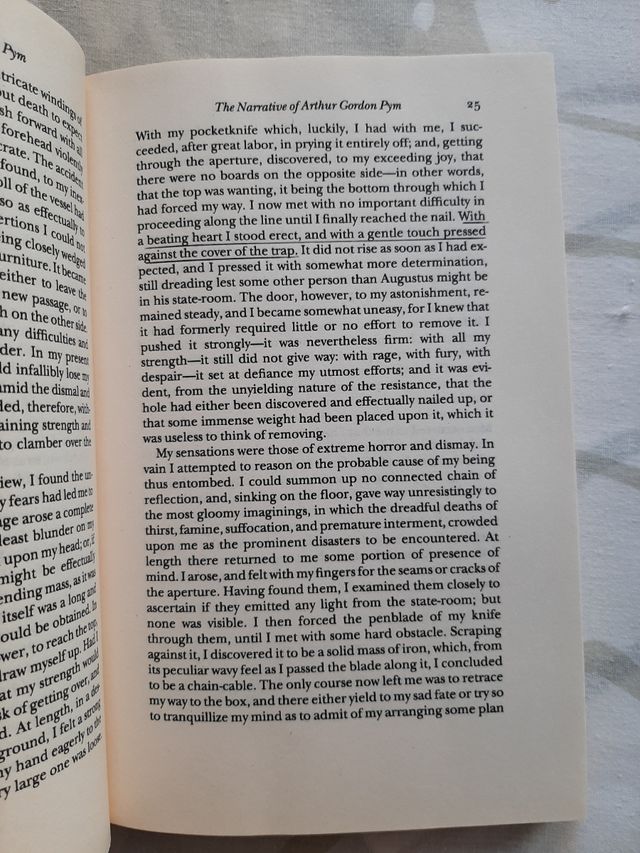 Pym
tricate windings of
out death to expect
sh forward with all
forehead violently
crate. The accident
found, to my inex-
oll of the vessel had
so as effectually to
ertions I could not
ing closely wedged
urniture. It became
either to leave the
new passage, or to
h on the other side.
any difficulties and
der. In my present
ld infallibly lose my
mid the dismal and
ded, therefore, with-
aining strength and
to clamber over the
iew, I found the un-
y fears had led me to
age arose a complete
least blunder on my
upon my head; or, if
might be effectually
ending mass, as it was
itself was a long and
ould be obtained. In
wer, to reach the top,
draw myself up. Had I
at my strength would
sk of getting over, and
d. At length, in a des-
ground, I felt a strong
my hand eagerly to the
ry large one was loose.
The Narrative of Arthur Gordon Pym 25
With my pocketknife which, luckily, I had with me, I suc-
ceeded, after great labor, in prying it entirely off; and, getting
through the aperture, discovered, to my exceeding joy, that
there were no boards on the opposite side—in other words,
that the top was wanting, it being the bottom through which I
had forced my way. I now met with no important difficulty in
proceeding along the line until I finally reached the nail. With
a beating heart I stood erect, and with a gentle touch pressed
against the cover of the trap. It did not rise as soon as I had ex-
pected, and I pressed it with somewhat more determination,
still dreading lest some other person than Augustus might be
in his state-room. The door, however, to my astonishment, re-
mained steady, and I became somewhat uneasy, for I knew that
it had formerly required little or no effort to remove it. I
pushed it strongly—it was nevertheless firm: with all my
strength—it still did not give way: with rage, with fury, with
despair—it set at defiance my utmost efforts; and it was evi-
dent, from the unyielding nature of the resistance, that the
hole had either been discovered and effectually nailed up, or
that some immense weight had been placed upon it, which it
was useless to think of removing.
My sensations were those of extreme horror and dismay. In
vain I attempted to reason on the probable cause of my being
thus entombed. I could summon up no connected chain of
reflection, and, sinking on the floor, gave way unresistingly to
the most gloomy imaginings, in which the dreadful deaths of
thirst, famine, suffocation, and premature interment, crowded
upon me as the prominent disasters to be encountered. At
length there returned to me some portion of presence of
mind. I arose, and felt with my fingers for the seams or cracks of
the aperture. Having found them, I examined them closely to
ascertain if they emitted any light from the state-room; but
none was visible. I then forced the penblade of my knife
through them, until I met with some hard obstacle. Scraping
against it, I discovered it to be a solid mass of iron, which, from
its peculiar wavy feel as I passed the blade along it, I concluded
to be a chain-cable. The only course now left me was to retrace
my way to the box, and there either yield to my sad fate or try so
to tranquillize my mind as to admit of my arranging some plan